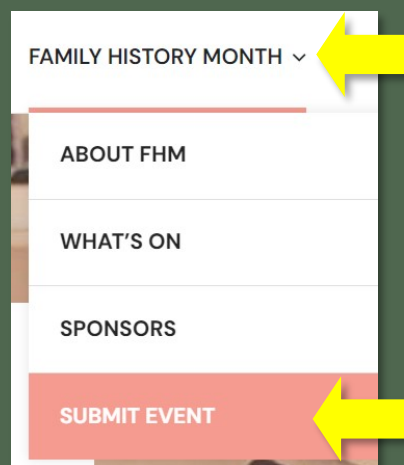 FAMILY HISTORY MONTH
ABOUT FHM
WHAT'S ON
SPONSORS
SUBMIT EVENT